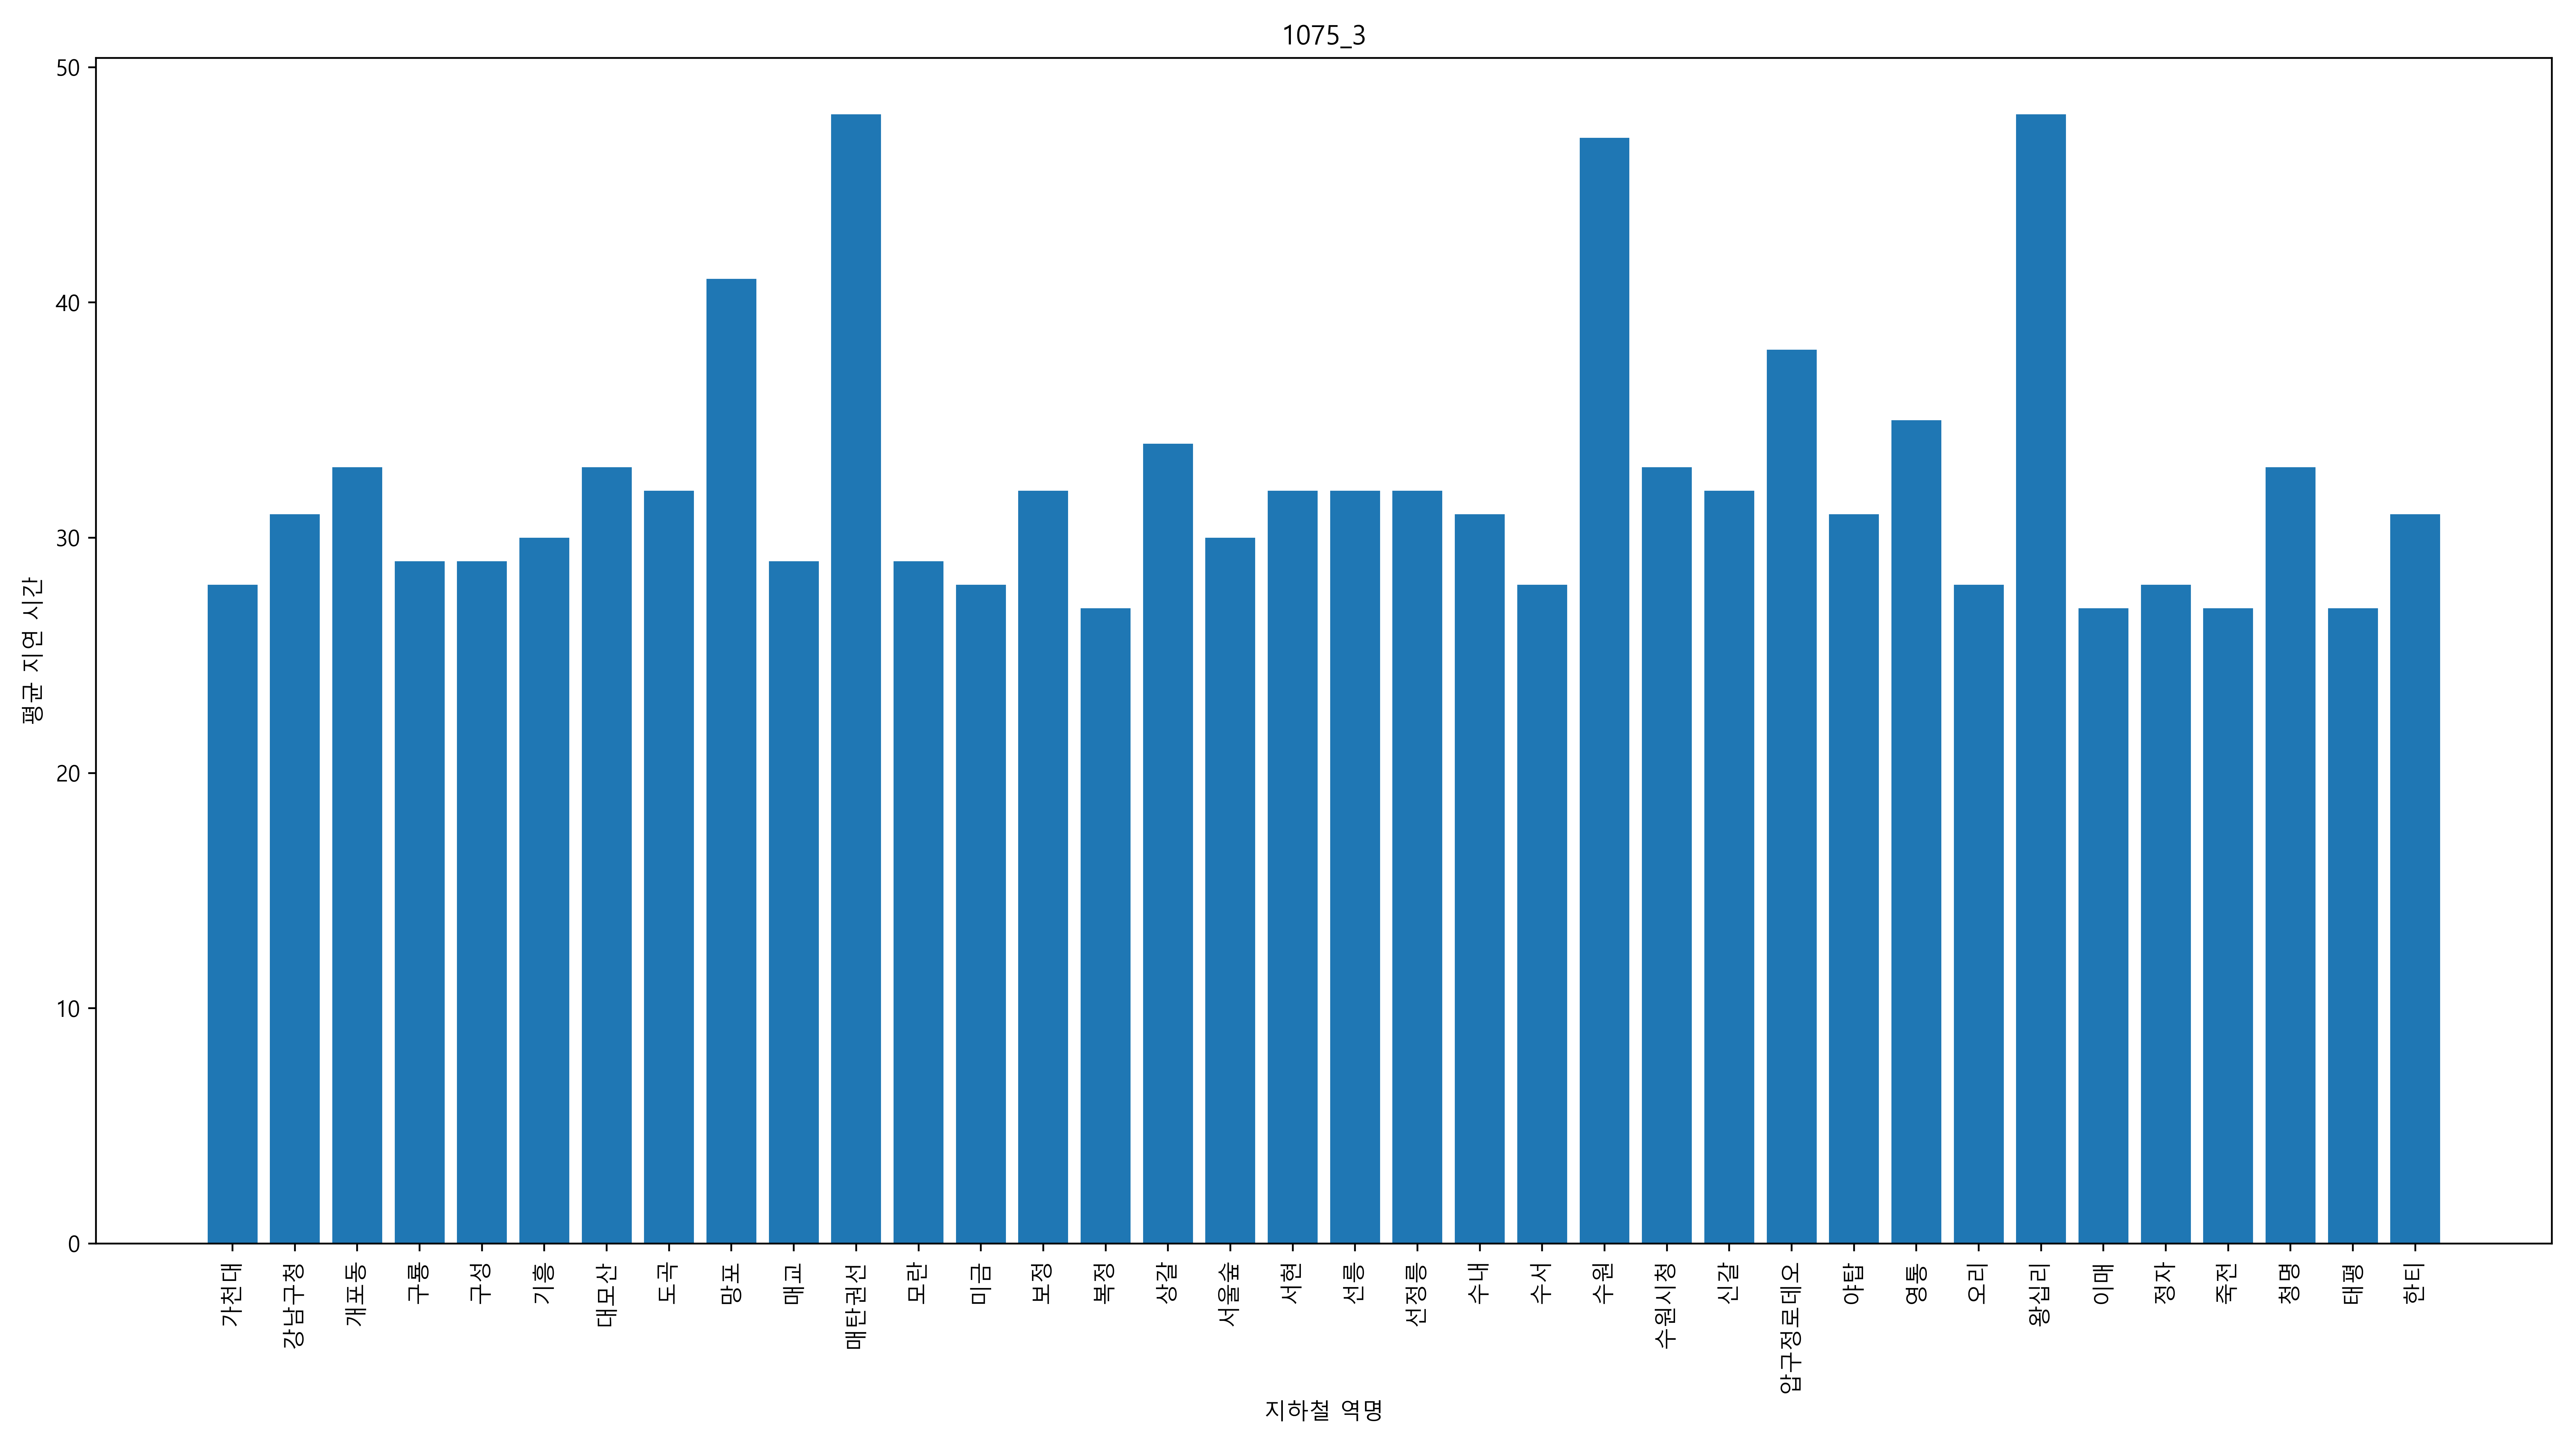 1075_3
50
40
30
20
10
0
평균 지연 시간
가천대
강남구청
개포동
구룡
구성
기흥
대모산
도곡
망포
매교
매탄권선
모란
미금
보정
복정
상갈
서울숲
서현
선릉
선정릉
수내
수서
수원
수원시청
신갈
압구정로데오
야탑
영통
오리
왕십리
이매
정자
죽전
청명
태평
한티
지하철 역명